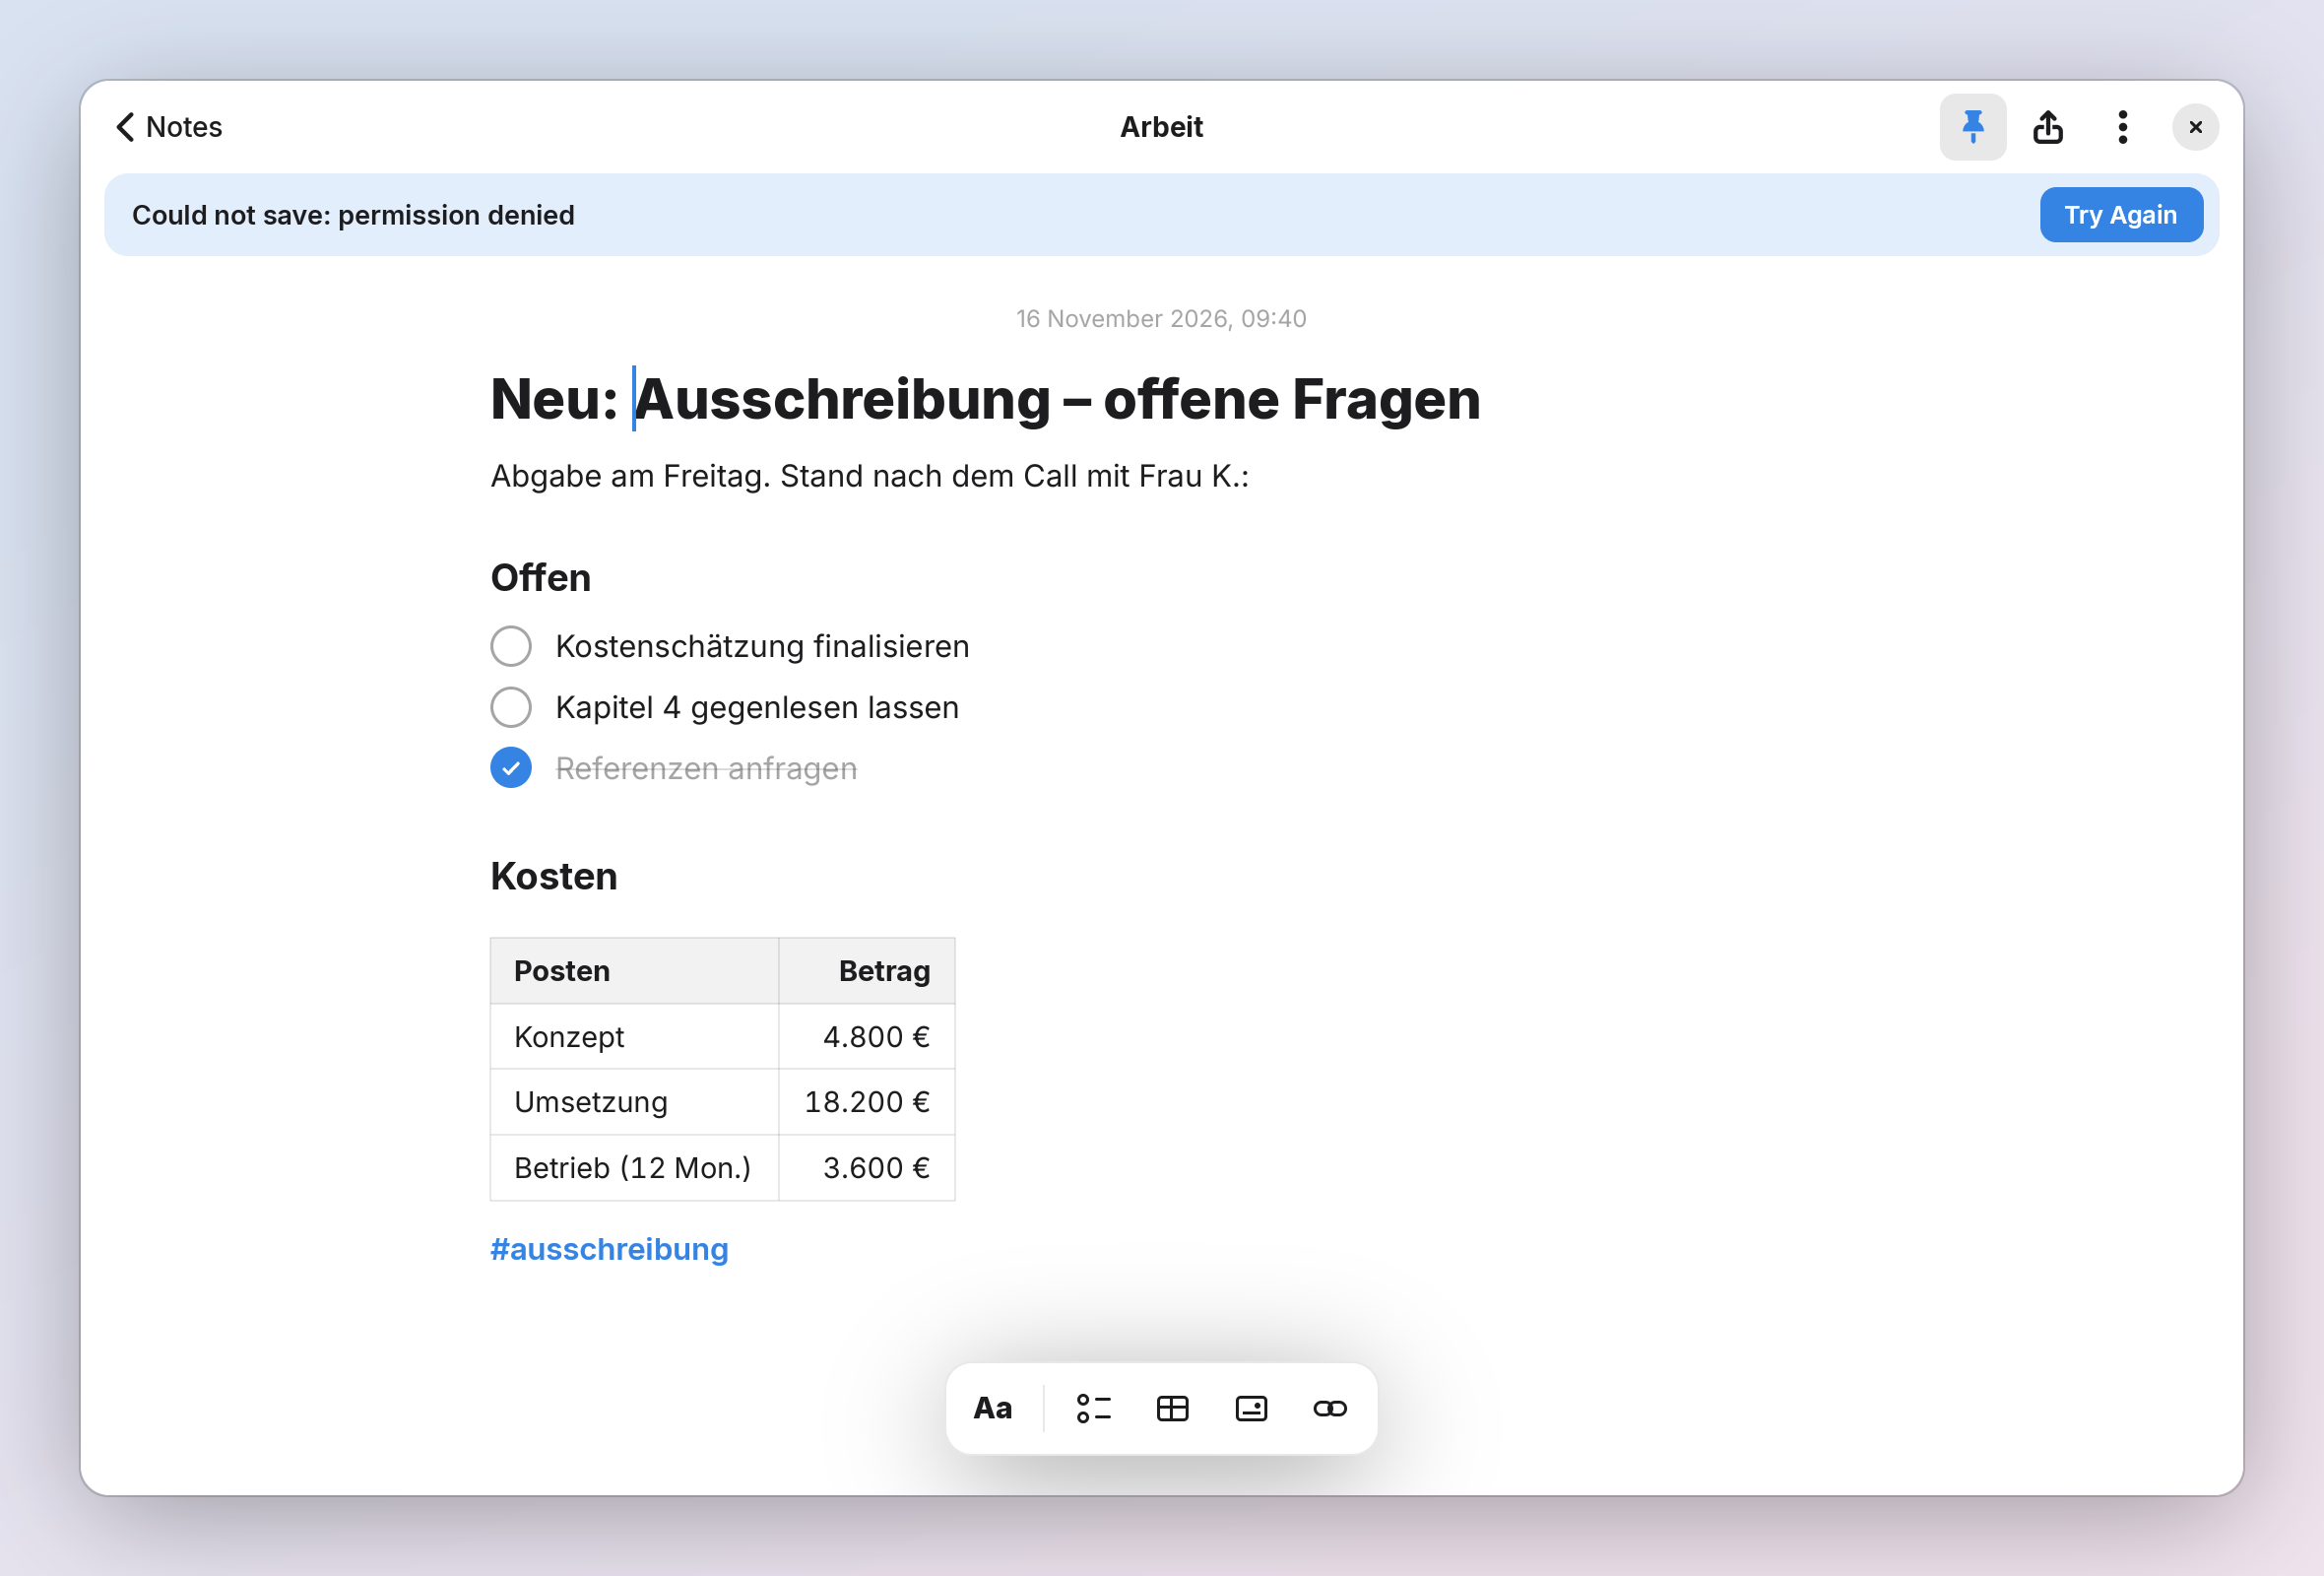 Notes
Arbeit
Could not save: permission denied
Try Again
16 November 2026, 09:40
Neu: Ausschreibung – offene Fragen
Abgabe am Freitag. Stand nach dem Call mit Frau K.:
Offen
Kostenschätzung finalisieren
Kapitel 4 gegenlesen lassen
Referenzen anfragen
Kosten
Posten Betrag
Konzept 4.800 €
Umsetzung 18.200 €
Betrieb (12 Mon.) 3.600 €
#ausschreibung
Aa